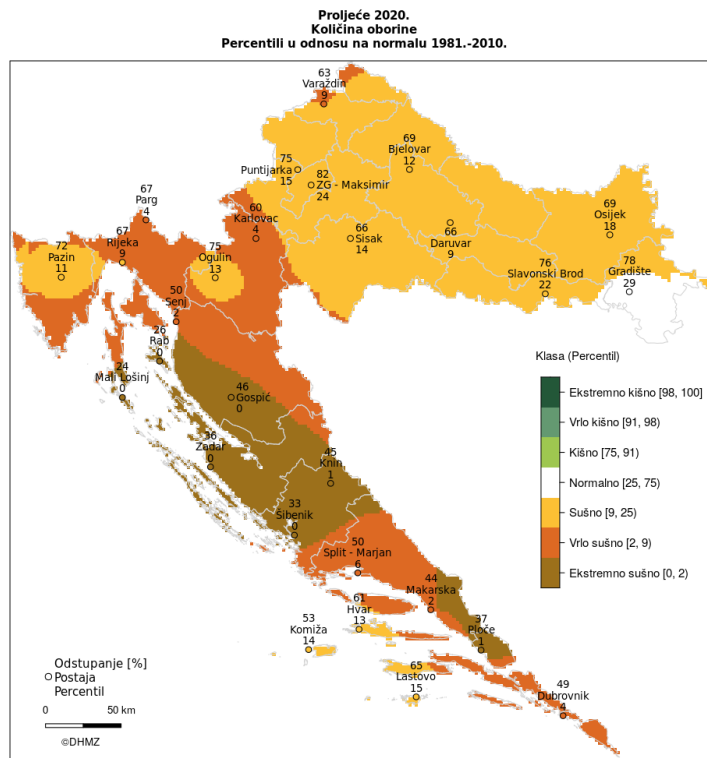 Proljeće 2020.
Količina oborine
Percentili u odnosu na normalu 1981.-2010.
63
Varaždin
9
75
Puntijarka
15
82
ZG - Maksimir
24
69
Bjelovar
12
67
Parg
4
67
Rijeka
9
60
Karlovac
4
66
Sisak
14
66
Daruvar
9
69
Osijek
18
72
Pazin
11
75
Ogulin
13
76
Slavonski Brod
22
78
Gradište
29
50
Senj
2
26
Rab
0
24
Mali Lošinj
0
46
Gospić
0
36
Zadar
0
45
Knin
1
33
Šibenik
0
50
Split - Marjan
6
44
Makarska
2
61
Hvar
13
53
Komiža
14
37
Ploče
1
65
Lastovo
15
49
Dubrovnik
4
Klasa (Percentil)
Ekstremno kišno [98, 100]
Vrlo kišno [91, 98)
Kišno [75, 91)
Normalno [25, 75)
Sušno [9, 25)
Vrlo sušno [2, 9)
Ekstremno sušno [0, 2)
Odstupanje [%]
Postaja
Percentil
0 50 km
©DHMZ